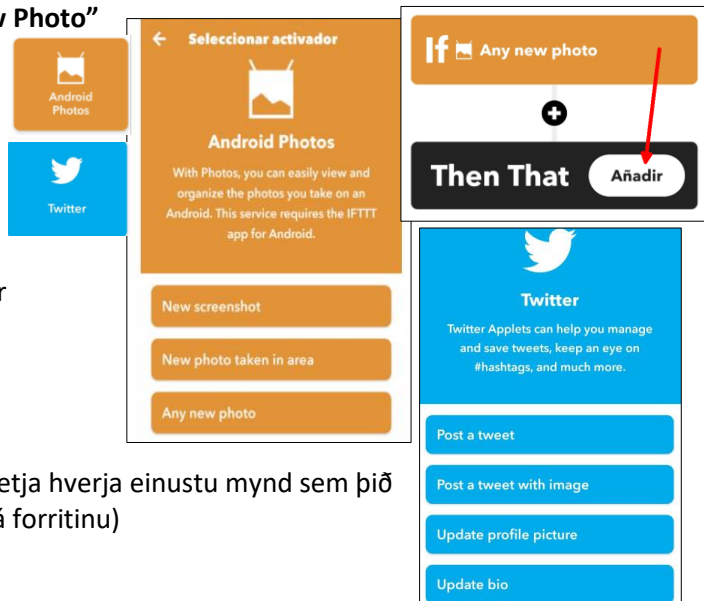 Photo”
Android
Photos
Twitter
Seleccionar activador
Android Photos
With Photos, you can easily view and
organize the photos you take on an
Android. This service requires the IFTTT
app for Android.
New screenshot
New photo taken in area
Any new photo
If Any new photo
Then That Añadir
Twitter
Twitter Applets can help you manage
and save tweets, keep an eye on
#hashtags, and much more.
Post a tweet
Post a tweet with image
Update profile picture
Update bio
hverja einustu mynd sem þið
á forritinu)